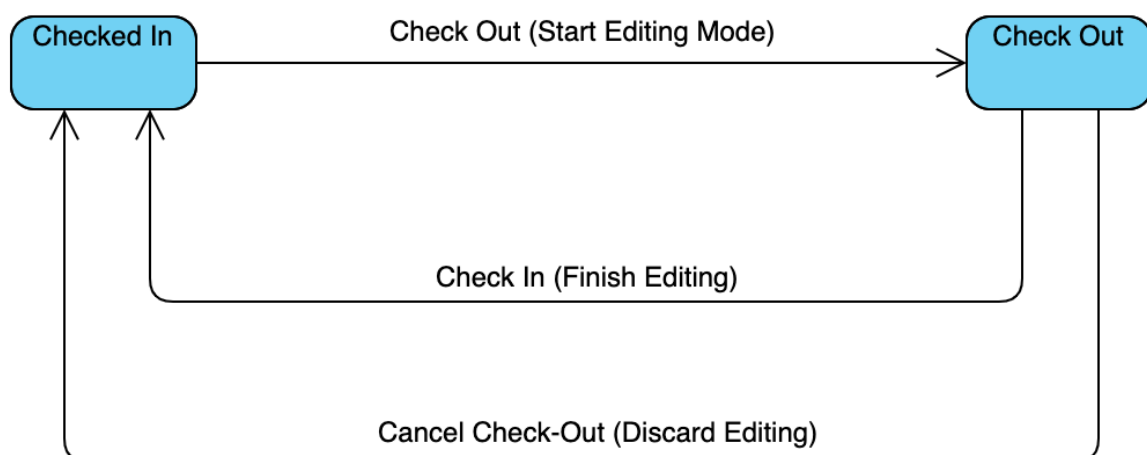 Checked In
Check Out (Start Editing Mode)
Check Out
Check In (Finish Editing)
Cancel Check-Out (Discard Editing)